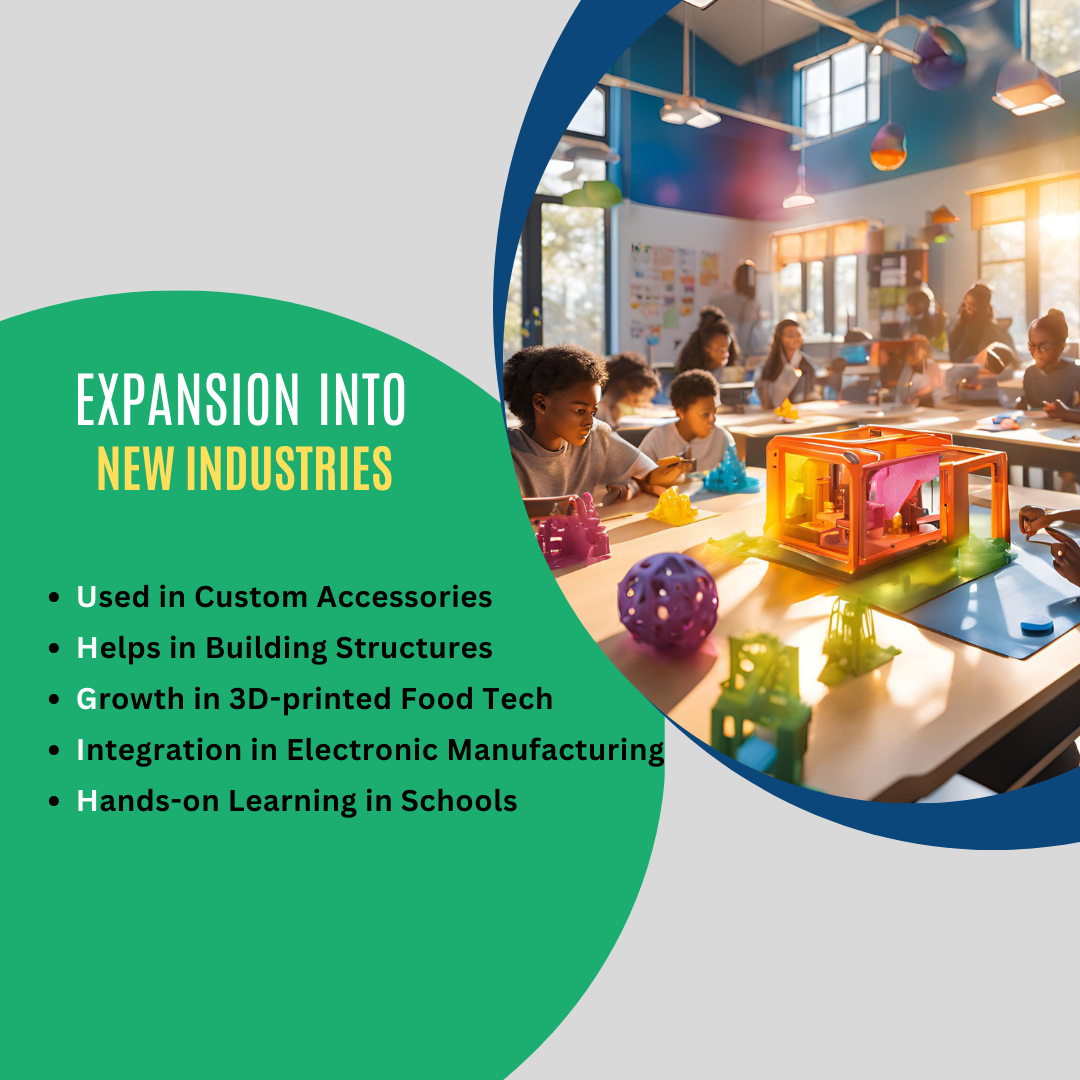 EXPANSION INTO
NEW INDUSTRIES
• Used in Custom Accessories
• Helps in Building Structures
• Growth in 3D-printed Food Tech
• Integration in Electronic Manufacturing
• Hands-on Learning in Schools